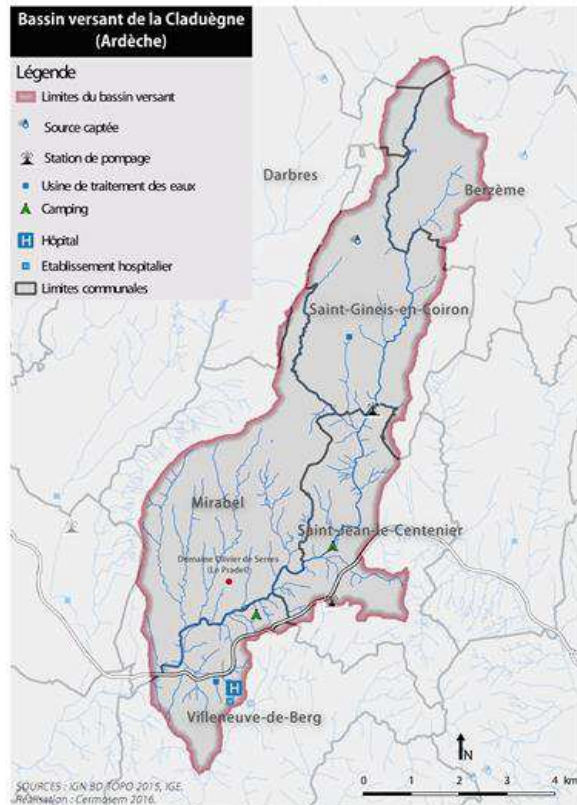 Bassin versant de la Claduègne
(Ardèche)
Légende
Limites du bassin versant
Source captée
Station de pompage
Usine de traitement des eaux
Camping
H
Hôpital
Etablissement hospitalier
Limites communales
Darbres
Berzème
Saint-Gineis-en-Coiron
Mirabel
Saint-Jean-le-Centenier
Domaine Olivier de Serres
(Le Pradel)
H
Villeneuve-de-Berg
N
0 1 2 3 4 km
SOURCES : IGN BD TOPO 2015, IGE.
Réalisation : Cermosem 2016.